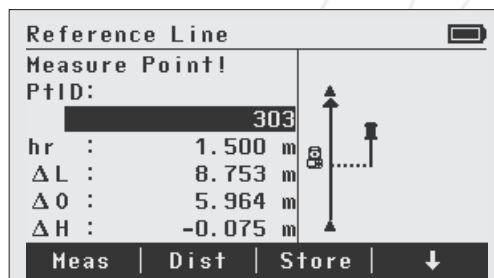 Reference Line
Measure Point!
PtID:
303
hr : 1.500 m
ΔL : 8.753 m
ΔO : 5.964 m
ΔH : -0.075 m
Meas | Dist | Store | ↓